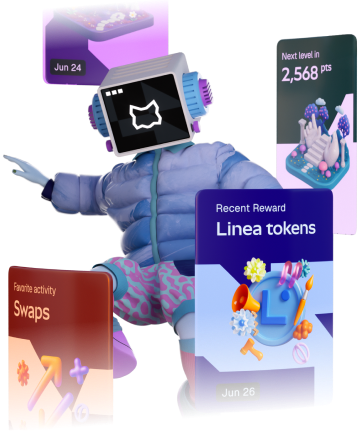 Jun 24
Next level in
2,568 pts
Recent Reward
Linea tokens
Favorite activity
Swaps
Jun 26